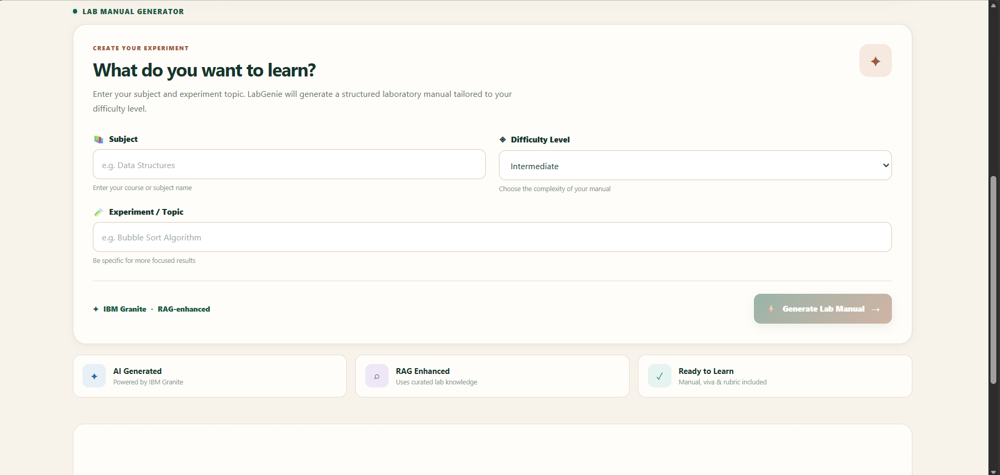 LAB MANUAL GENERATOR
CREATE YOUR EXPERIMENT
What do you want to learn?
Enter your subject and experiment topic. LabGenie will generate a structured laboratory manual tailored to your
difficulty level.
Subject
e.g. Data Structures
Enter your course or subject name
Difficulty Level
Intermediate
Choose the complexity of your manual
Experiment / Topic
e.g. Bubble Sort Algorithm
Be specific for more focused results
IBM Granite · RAG-enhanced
Generate Lab Manual →
AI Generated
Powered by IBM Granite
RAG Enhanced
Uses curated lab knowledge
Ready to Learn
Manual, viva & rubric included